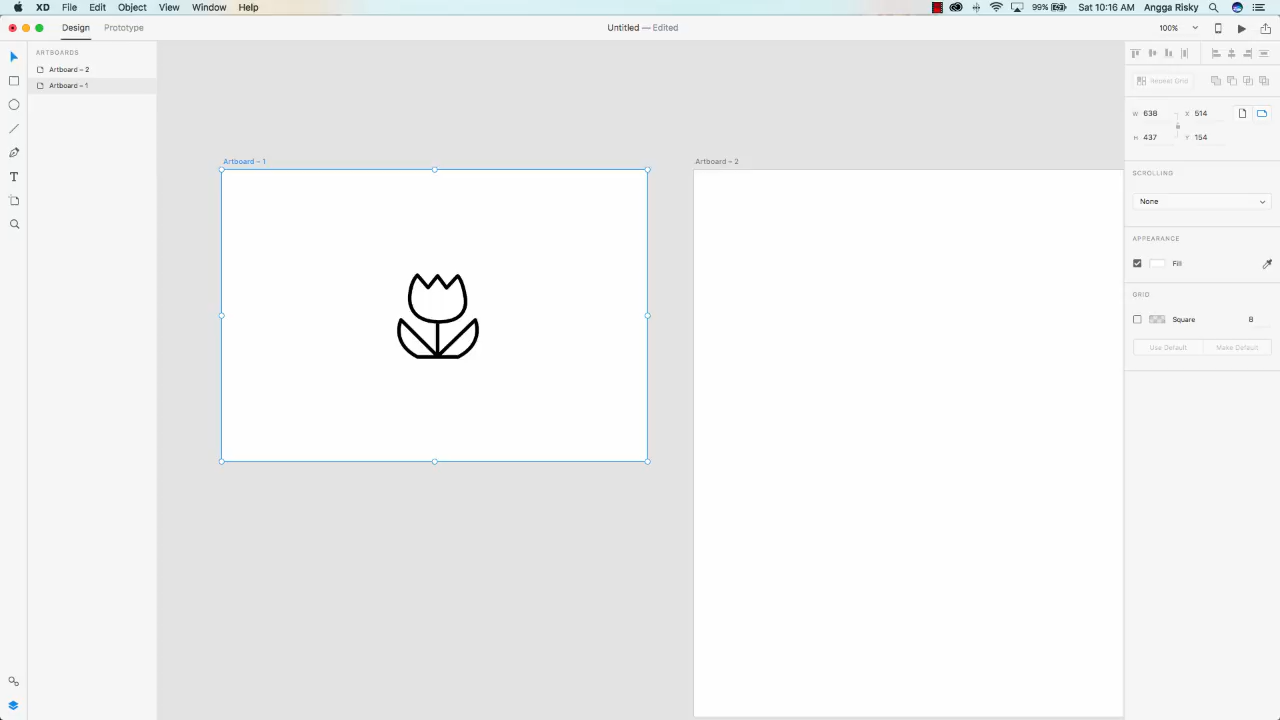 XD File Edit Object View Window Help 99% Sat 10:16 AM Angga Risky
Design Prototype Untitled — Edited 100%
ARTBOARDS
Artboard – 2
Artboard – 1
Artboard – 1
Artboard – 2
Repeat Grid
W 638 X 514
H 437 Y 154
SCROLLING
None
APPEARANCE
Fill
GRID
Square 8
Use Default Make Default